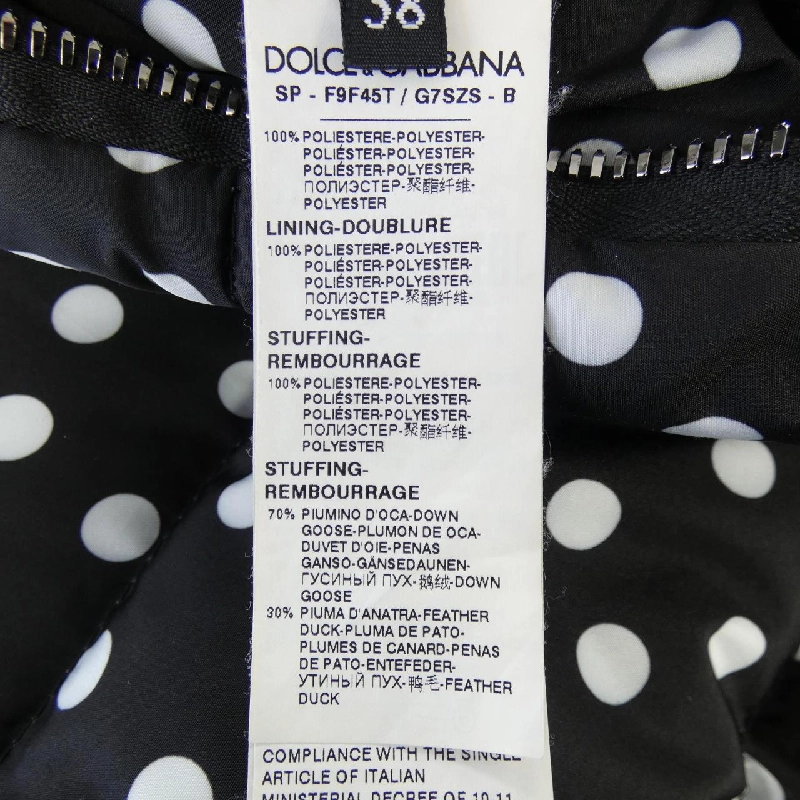 38
DOLCE & GABBANA
SP - F9F45T / G7SZS - B
100% POLIESTERE-POLYESTER-
POLIÉSTER-POLYESTER-
POLIÉSTER-POLYESTER-
ПОЛИЭСТЕР-聚酯纤维-
POLYESTER
LINING-DOUBLURE
100% POLIESTERE-POLYESTER-
POLIÉSTER-POLYESTER-
POLIÉSTER-POLYESTER-
ПОЛИЭСТЕР-聚酯纤维-
POLYESTER
STUFFING-
REMBOURRAGE
100% POLIESTERE-POLYESTER-
POLIÉSTER-POLYESTER-
POLIÉSTER-POLYESTER-
ПОЛИЭСТЕР-聚酯纤维-
POLYESTER
STUFFING-
REMBOURRAGE
70% PIUMINO D'OCA-DOWN
GOOSE-PLUMON DE OCA-
DUVET D'OIE-PENAS
GANSO-GÄNSEDAUNEN-
ГУСИНЫЙ ПУХ-鹅绒-DOWN
GOOSE
30% PIUMA D'ANATRA-FEATHER
DUCK-PLUMA DE PATO-
PLUMES DE CANARD-PENAS
DE PATO-ENTEFEDER-
УТИНЫЙ ПУХ-鸭毛-FEATHER
DUCK
COMPLIANCE WITH THE SINGLE
ARTICLE OF ITALIAN
MINISTERIAL DECREE OF 10.11